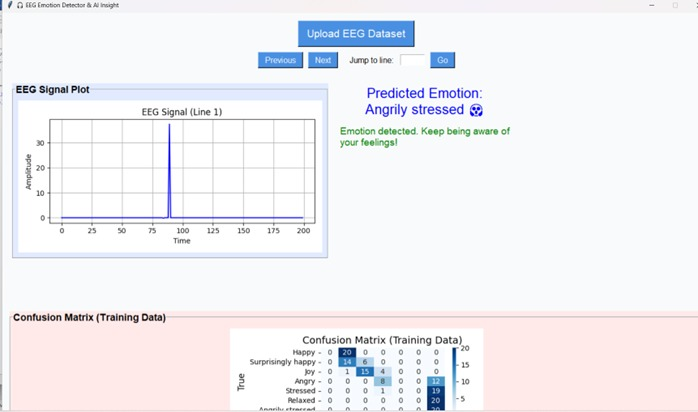 EEG Emotion Detector & AI Insight
Upload EEG Dataset
Previous Next Jump to line: Go
EEG Signal Plot
EEG Signal (Line 1)
Amplitude
30
20
10
0
0 25 50 75 100 125 150 175 200
Time
Predicted Emotion:
Angrily stressed
Emotion detected. Keep being aware of
your feelings!
Confusion Matrix (Training Data)
Confusion Matrix (Training Data)
True
Happy - 0 20 0 0 0 0 0
Surprisingly happy - 0 14 6 0 0 0 0
Joy - 0 1 15 4 0 0 0
Angry - 0 0 0 8 0 0 12
Stressed - 0 0 0 1 0 0 19
Relaxed - 0 0 0 0 0 0 20
Angrily stressed 0 0 0 0 0 0 20
20
15
10
5